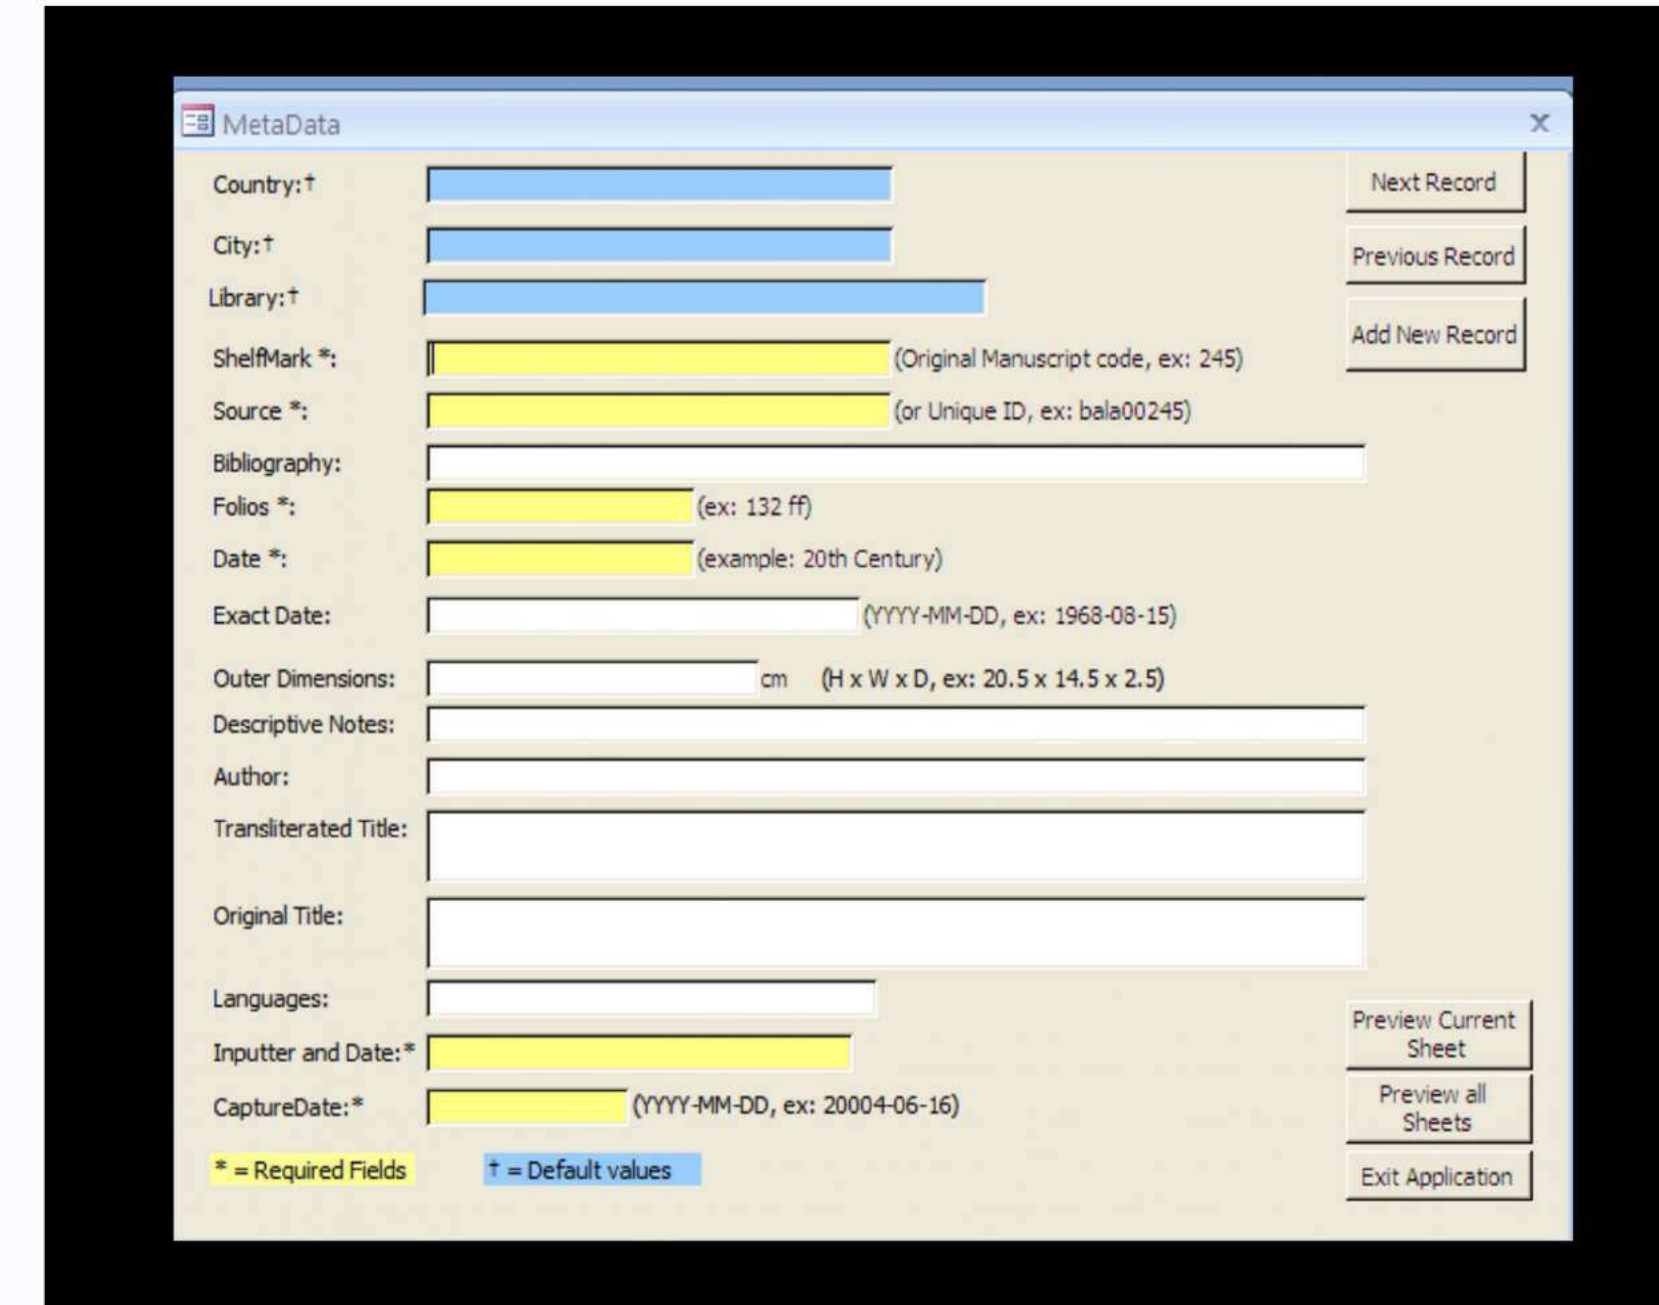 MetaData
x
Country:†
City:†
Library:†
ShelfMark *: (Original Manuscript code, ex: 245)
Source *: (or Unique ID, ex: bala00245)
Bibliography:
Folios *: (ex: 132 ff)
Date *: (example: 20th Century)
Exact Date: (YYYY-MM-DD, ex: 1968-08-15)
Outer Dimensions: cm (H x W x D, ex: 20.5 x 14.5 x 2.5)
Descriptive Notes:
Author:
Transliterated Title:
Original Title:
Languages:
Inputter and Date:*
CaptureDate:* (YYYY-MM-DD, ex: 20004-06-16)
* = Required Fields † = Default values
Next Record
Previous Record
Add New Record
Preview Current
Sheet
Preview all
Sheets
Exit Application